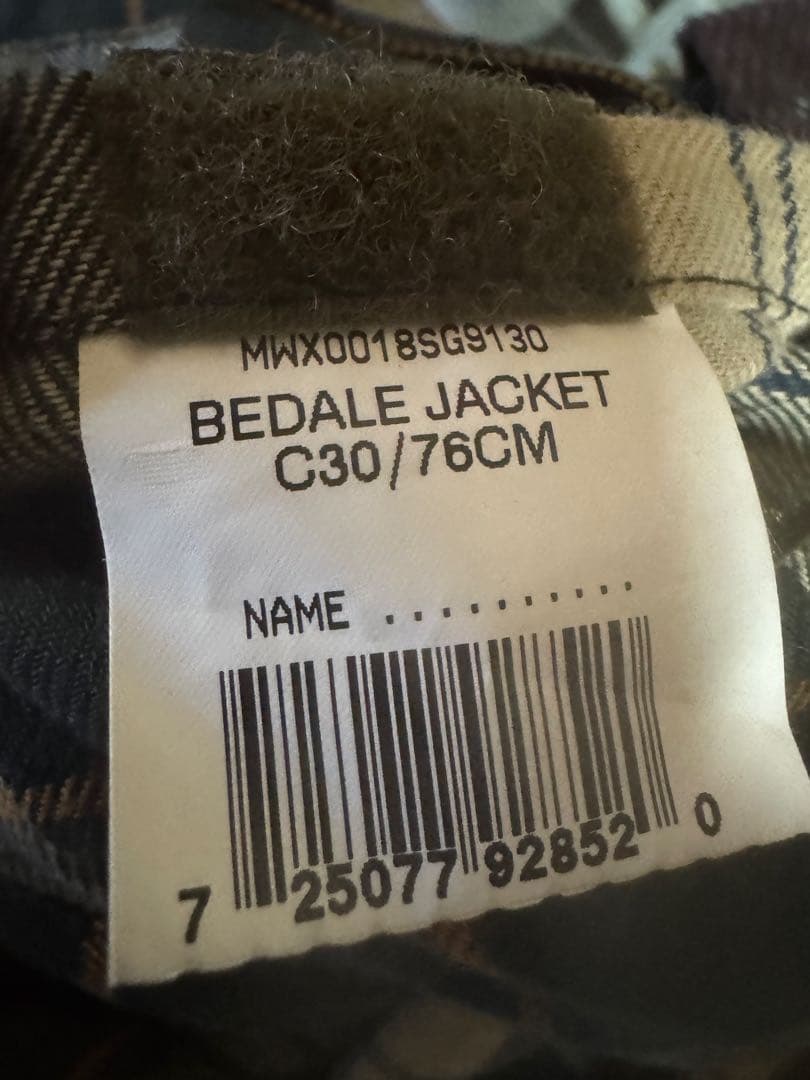 MWX0018SG9130
BEDALE JACKET
C30/76CM
NAME ..........
7 25077 92852 0